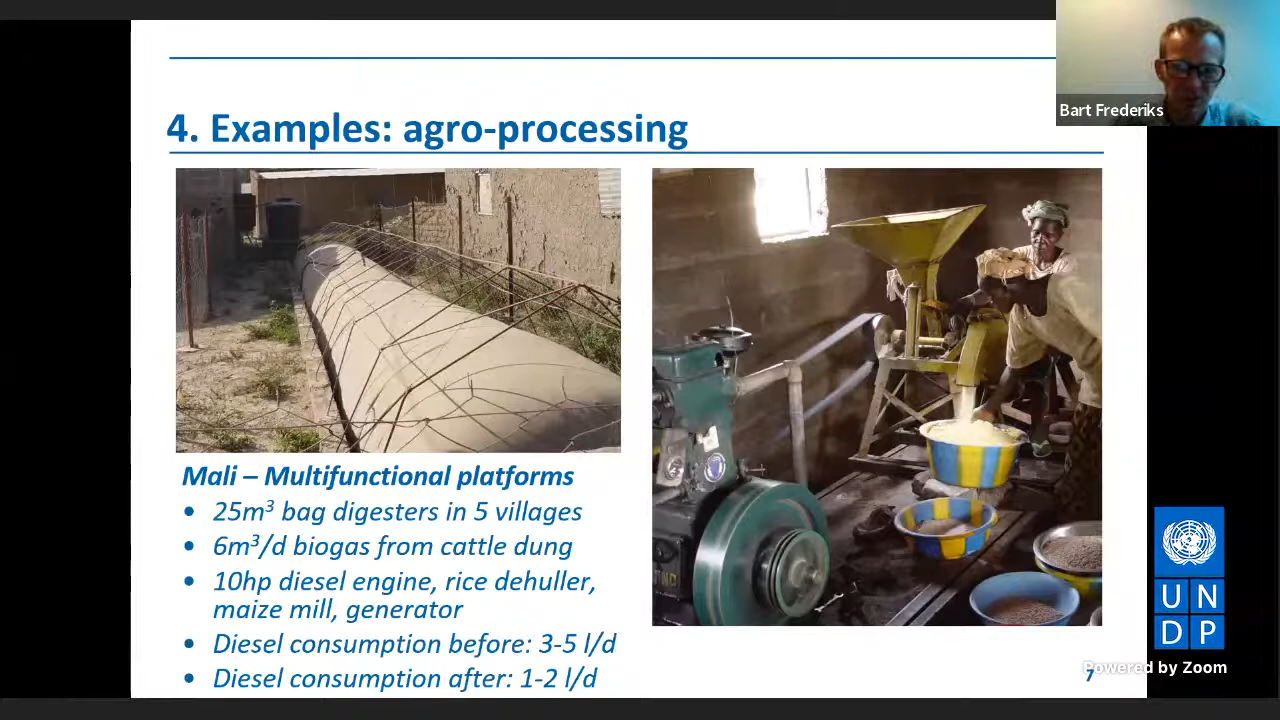 Bart Frederiks
4. Examples: agro-processing
Mali – Multifunctional platforms
• 25m³ bag digesters in 5 villages
• 6m³/d biogas from cattle dung
• 10hp diesel engine, rice dehuller,
maize mill, generator
• Diesel consumption before: 3-5 l/d
• Diesel consumption after: 1-2 l/d
U N
D P
Powered by Zoom
7